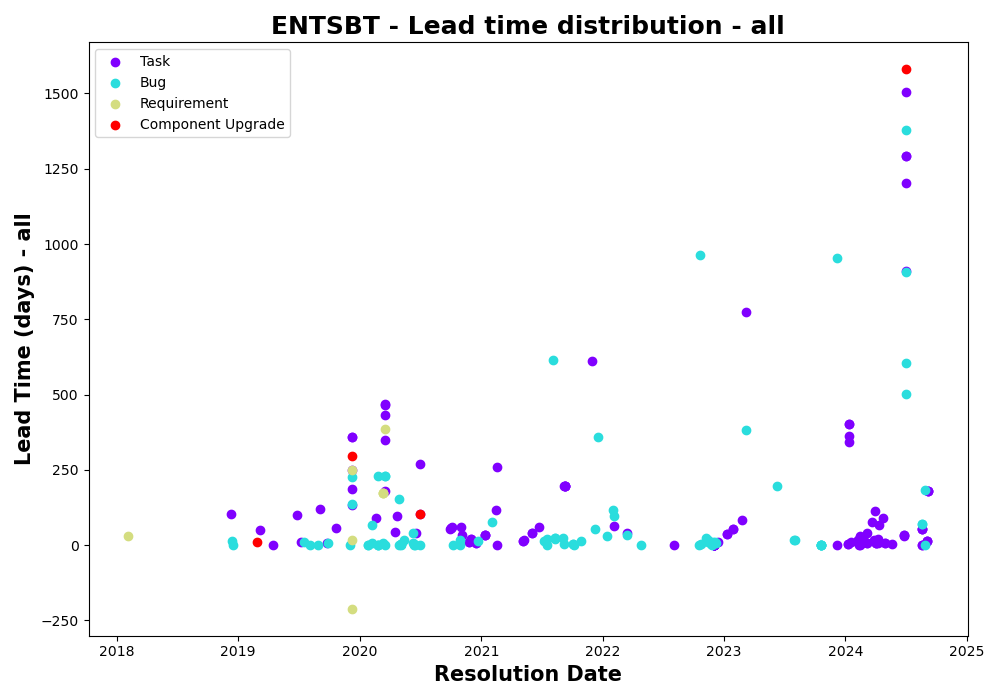 ENTSBT - Lead time distribution - all
Task
Bug
Requirement
Component Upgrade
Lead Time (days) - all
1500
1250
1000
750
500
250
0
−250
2018
2019
2020
2021
2022
2023
2024
2025
Resolution Date